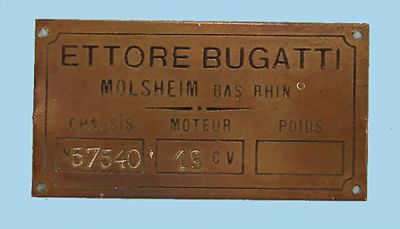 ETTORE BUGATTI
MOLSHEIM BAS RHIN
CHASSIS MOTEUR POIDS
N° 57540 19 C.V.